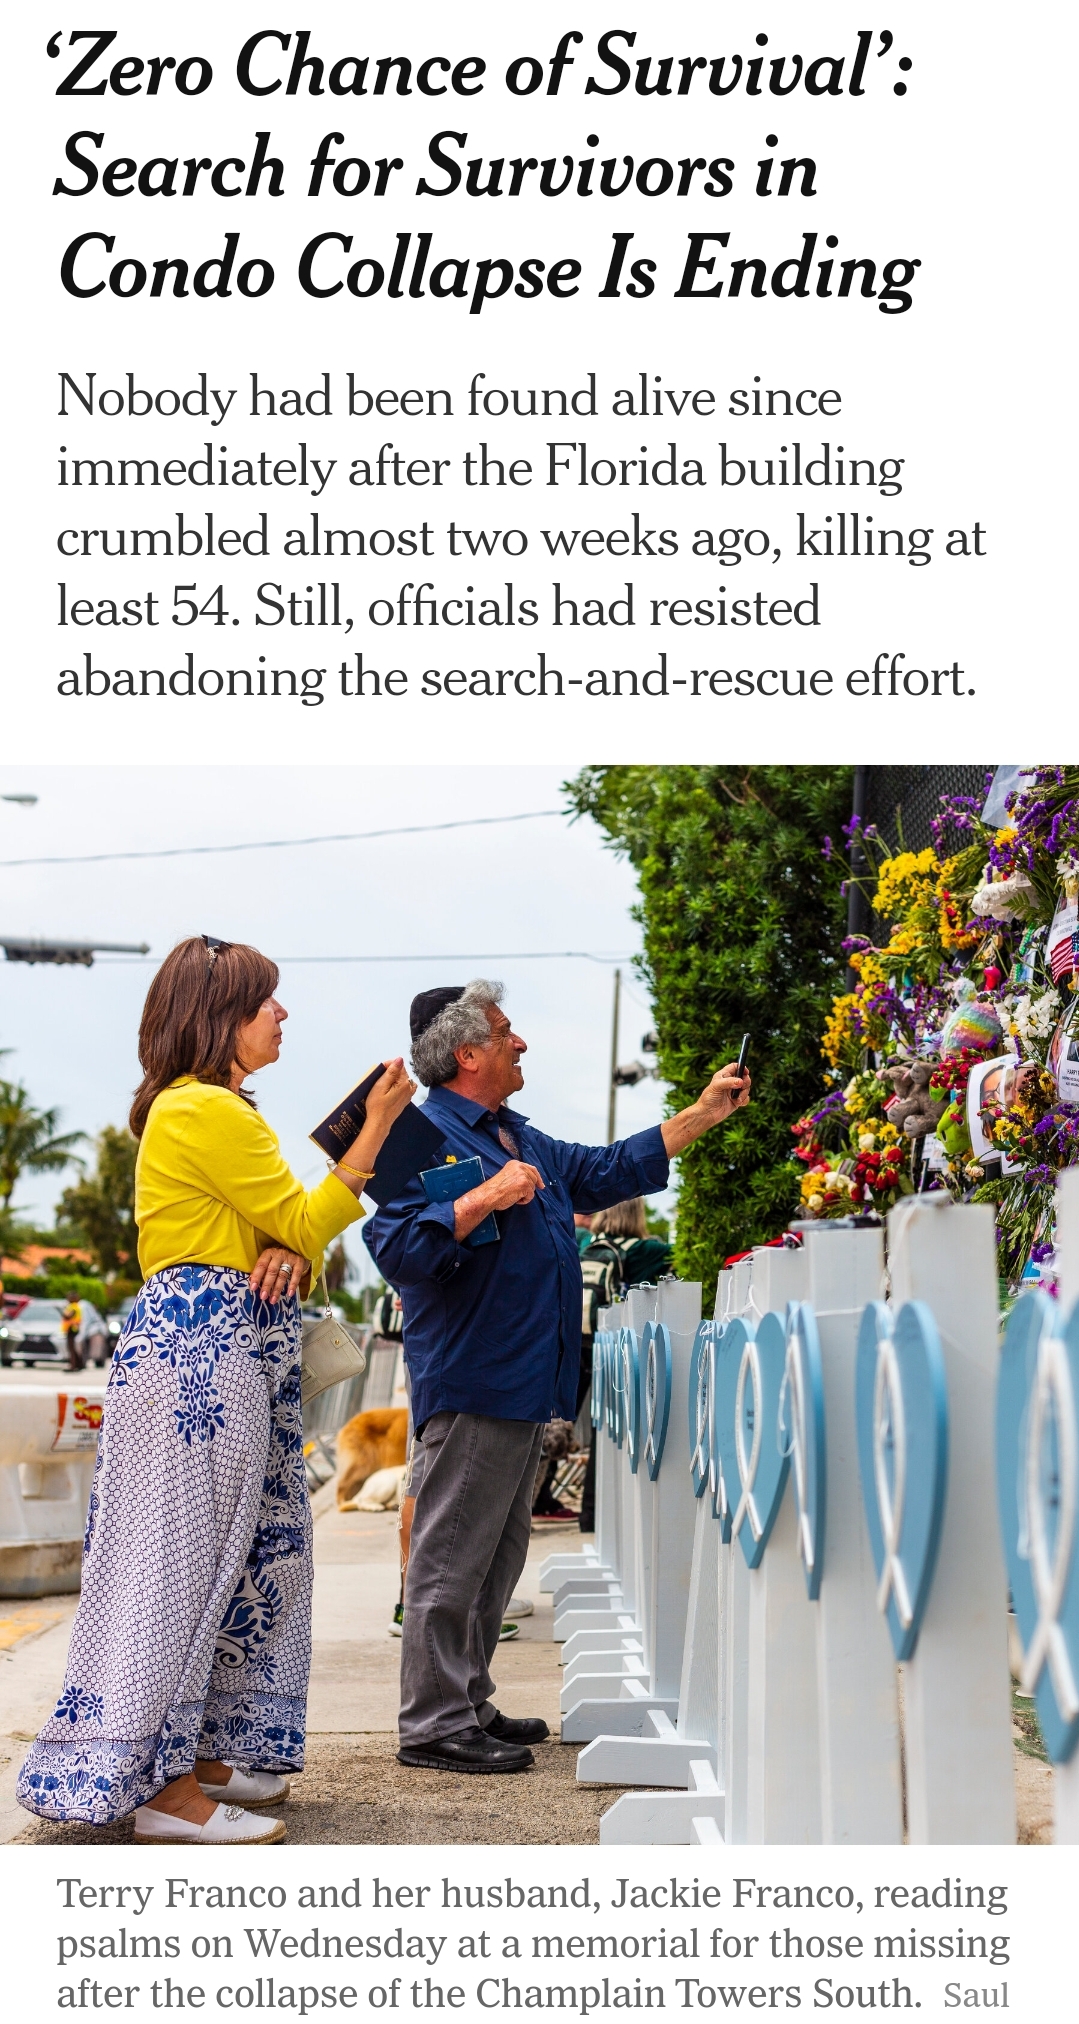 ‘Zero Chance of Survival’:
Search for Survivors in
Condo Collapse Is Ending
Nobody had been found alive since
immediately after the Florida building
crumbled almost two weeks ago, killing at
least 54. Still, officials had resisted
abandoning the search-and-rescue effort.
Terry Franco and her husband, Jackie Franco, reading
psalms on Wednesday at a memorial for those missing
after the collapse of the Champlain Towers South. Saul